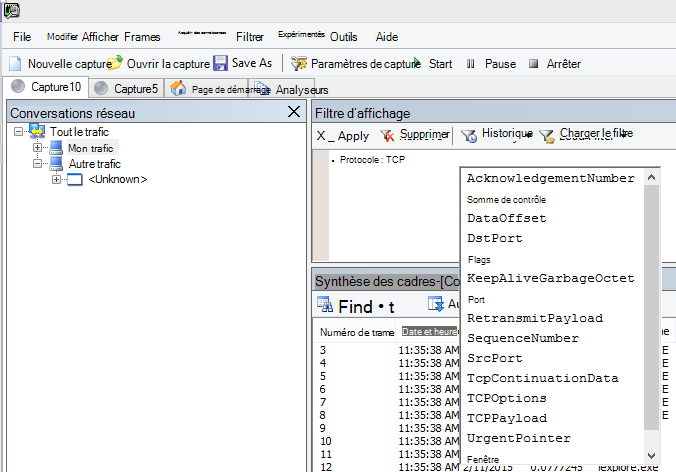 File Modifier Afficher Frames Acquérir des connaissances Filtrer Expérimentés Outils Aide
Nouvelle capture Ouvrir la capture Save As Paramètres de capture Start Pause Arrêter
Capture10 Capture5 Page de démarrage Analyseurs
Conversations réseau
Tout le trafic
Mon trafic
Autre trafic
<Unknown>
Filtre d'affichage
X _ Apply Supprimer Historique Charger le filtre
Protocole : TCP
AcknowledgementNumber
Somme de contrôle
DataOffset
DstPort
Flags
KeepAliveGarbageOctet
Port
RetransmitPayload
SequenceNumber
SrcPort
TcpContinuationData
TCPOptions
TCPPayload
UrgentPointer
Fenêtre
Synthèse des cadres-[Co
Find • t Au
Numéro de trame Date et heure ne
3 11:35:38 AM E
4 11:35:38 AM E
5 11:35:38 AM E
6 11:35:38 AM E
7 11:35:38 AM E
8 11:35:38 AM E
9 11:35:38 AM
10 11:35:38 AM
11 11:35:38 AM
12 11:35:38 AM 2/11/2015 0.0777245 iexplore.exe